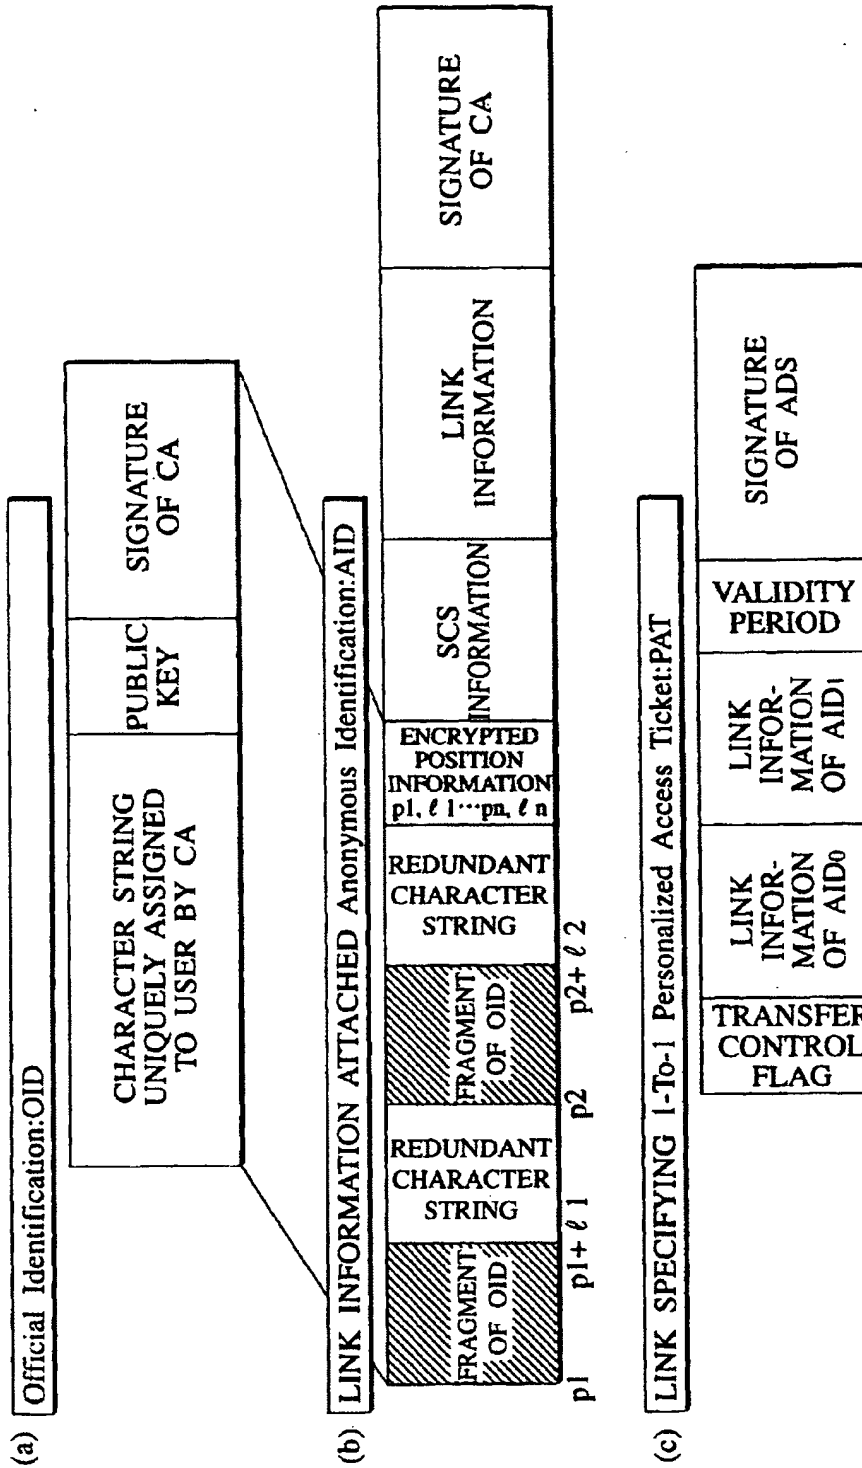 (a)
Official Identification:OID
CHARACTER STRING
UNIQUELY ASSIGNED
TO USER BY CA
PUBLIC
KEY
SIGNATURE
OF CA
(b)
LINK INFORMATION ATTACHED Anonymous Identification:AID
FRAGMENT
OF OID
REDUNDANT
CHARACTER
STRING
FRAGMENT
OF OID
REDUNDANT
CHARACTER
STRING
ENCRYPTED
POSITION
INFORMATION
p1, ℓ 1···pn, ℓ n
SCS
INFORMATION
LINK
INFORMATION
SIGNATURE
OF CA
p1
p1+ ℓ 1
p2
p2+ ℓ 2
(c)
LINK SPECIFYING 1-To-1 Personalized Access Ticket:PAT
TRANSFER
CONTROL
FLAG
LINK
INFOR-
MATION
OF AID0
LINK
INFOR-
MATION
OF AID1
VALIDITY
PERIOD
SIGNATURE
OF ADS